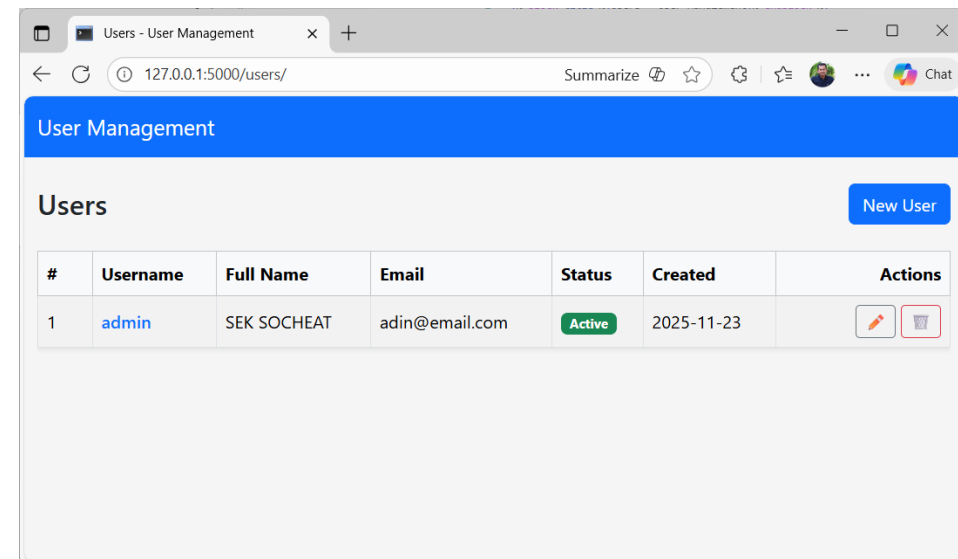 Users - User Management
127.0.0.1:5000/users/
Summarize
Chat
User Management
Users
New User
# Username Full Name Email Status Created Actions
1 admin SEK SOCHEAT adin@email.com Active 2025-11-23